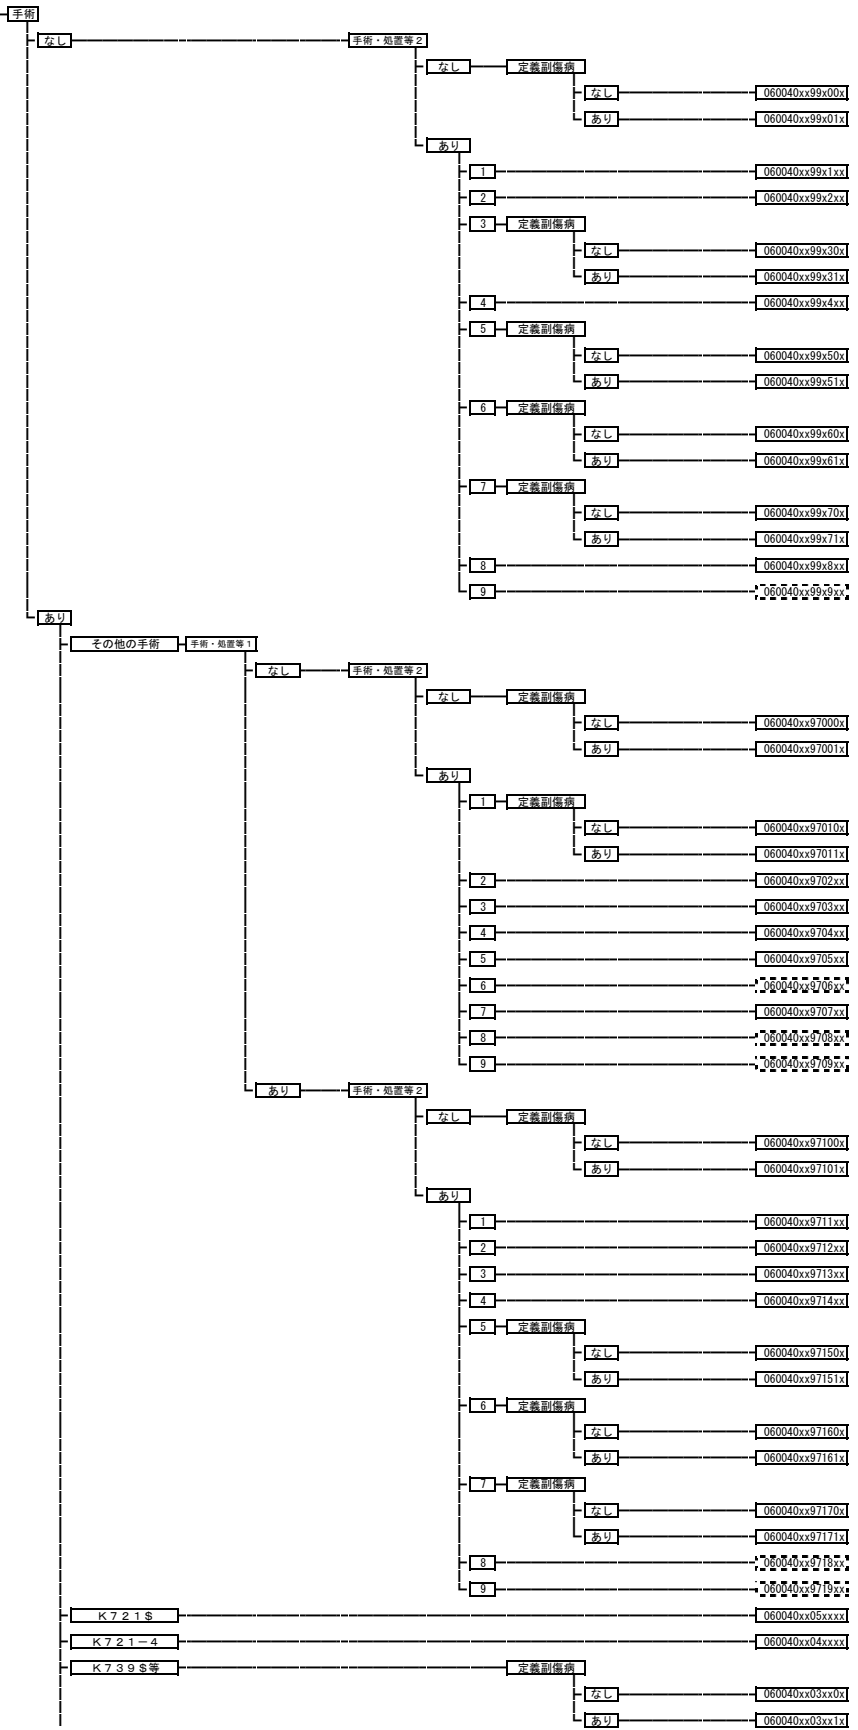 手術
なし 手術・処置等２
なし 定義副傷病
なし 060040xx99x00x
あり 060040xx99x01x
あり
1 060040xx99x1xx
2 060040xx99x2xx
3 定義副傷病
なし 060040xx99x30x
あり 060040xx99x31x
4 060040xx99x4xx
5 定義副傷病
なし 060040xx99x50x
あり 060040xx99x51x
6 定義副傷病
なし 060040xx99x60x
あり 060040xx99x61x
7 定義副傷病
なし 060040xx99x70x
あり 060040xx99x71x
8 060040xx99x8xx
9 060040xx99x9xx
あり
その他の手術 手術・処置等１
なし 手術・処置等２
なし 定義副傷病
なし 060040xx97000x
あり 060040xx97001x
あり
1 定義副傷病
なし 060040xx97010x
あり 060040xx97011x
2 060040xx9702xx
3 060040xx9703xx
4 060040xx9704xx
5 060040xx9705xx
6 060040xx9706xx
7 060040xx9707xx
8 060040xx9708xx
9 060040xx9709xx
あり 手術・処置等２
なし 定義副傷病
なし 060040xx97100x
あり 060040xx97101x
あり
1 060040xx9711xx
2 060040xx9712xx
3 060040xx9713xx
4 060040xx9714xx
5 定義副傷病
なし 060040xx97150x
あり 060040xx97151x
6 定義副傷病
なし 060040xx97160x
あり 060040xx97161x
7 定義副傷病
なし 060040xx97170x
あり 060040xx97171x
8 060040xx9718xx
9 060040xx9719xx
Ｋ７２１＄ 060040xx05xxxx
Ｋ７２１－４ 060040xx04xxxx
Ｋ７３９＄等 定義副傷病
なし 060040xx03xx0x
あり 060040xx03xx1x